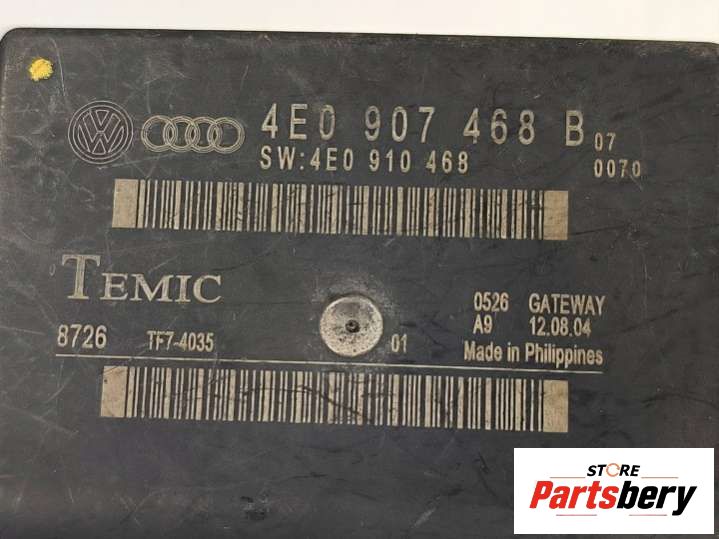 4E0 907 468 B 07
SW:4E0 910 468 0070
TEMIC
0526 GATEWAY
A9 12.08.04
8726 TF7-4035 01 Made in Philippines
STORE
Partsbery